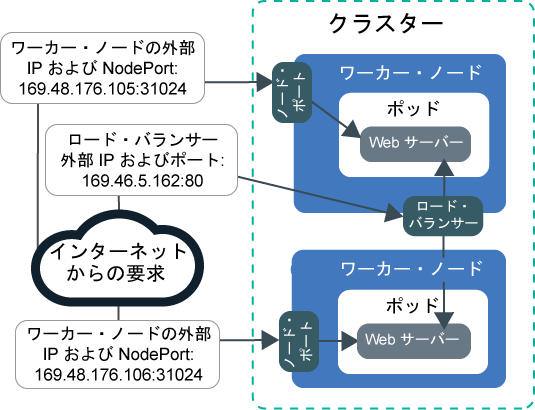 クラスター
ワーカー・ノードの外部
IP および NodePort:
169.48.176.105:31024
ノード・
ポート
ワーカー・ノード
ポッド
Web サーバー
ロード・バランサー
外部 IP およびポート:
169.46.5.162:80
ロード・
バランサー
インターネット
からの要求
ワーカー・ノード
ポッド
Web サーバー
ノード・
ポート
ワーカー・ノードの外部
IP および NodePort:
169.48.176.106:31024